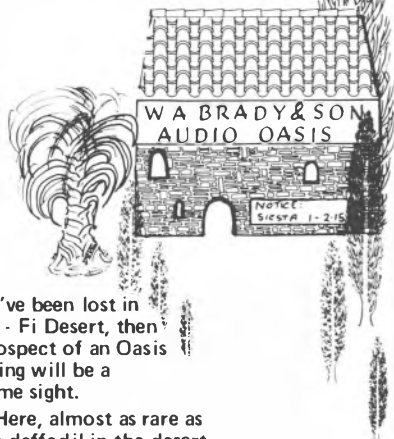 W A BRADY & SON
AUDIO OASIS
NOTICE:
SIESTA 1-2·15
've been lost in
- Fi Desert, then
ospect of an Oasis
ing will be a
me sight.
Here, almost as rare as
daffodil in the desert